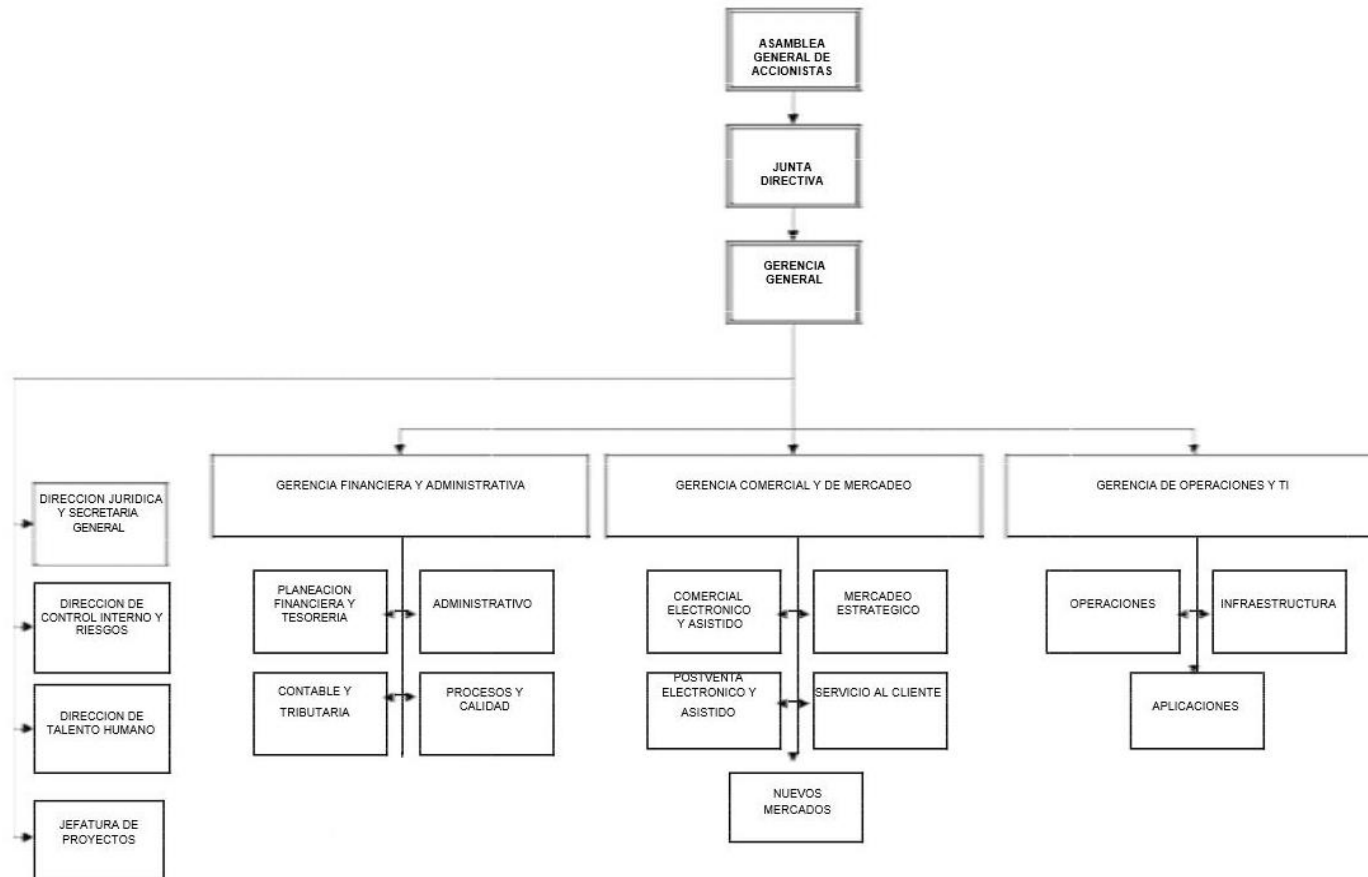 ASAMBLEA
GENERAL DE
ACCIONISTAS
JUNTA
DIRECTIVA
GERENCIA
GENERAL
GERENCIA FINANCIERA Y ADMINISTRATIVA
GERENCIA COMERCIAL Y DE MERCADEO
GERENCIA DE OPERACIONES Y TI
DIRECCION JURIDICA
Y SECRETARIA
GENERAL
DIRECCION DE
CONTROL INTERNO Y
RIESGOS
DIRECCION DE
TALENTO HUMANO
JEFATURA DE
PROYECTOS
PLANEACION
FINANCIERA Y
TESORERIA
ADMINISTRATIVO
CONTABLE Y
TRIBUTARIA
PROCESOS Y
CALIDAD
COMERCIAL
ELECTRONICO
Y ASISTIDO
MERCADEO
ESTRATEGICO
POSTVENTA
ELECTRONICO Y
ASISTIDO
SERVICIO AL CLIENTE
NUEVOS
MERCADOS
OPERACIONES
INFRAESTRUCTURA
APLICACIONES